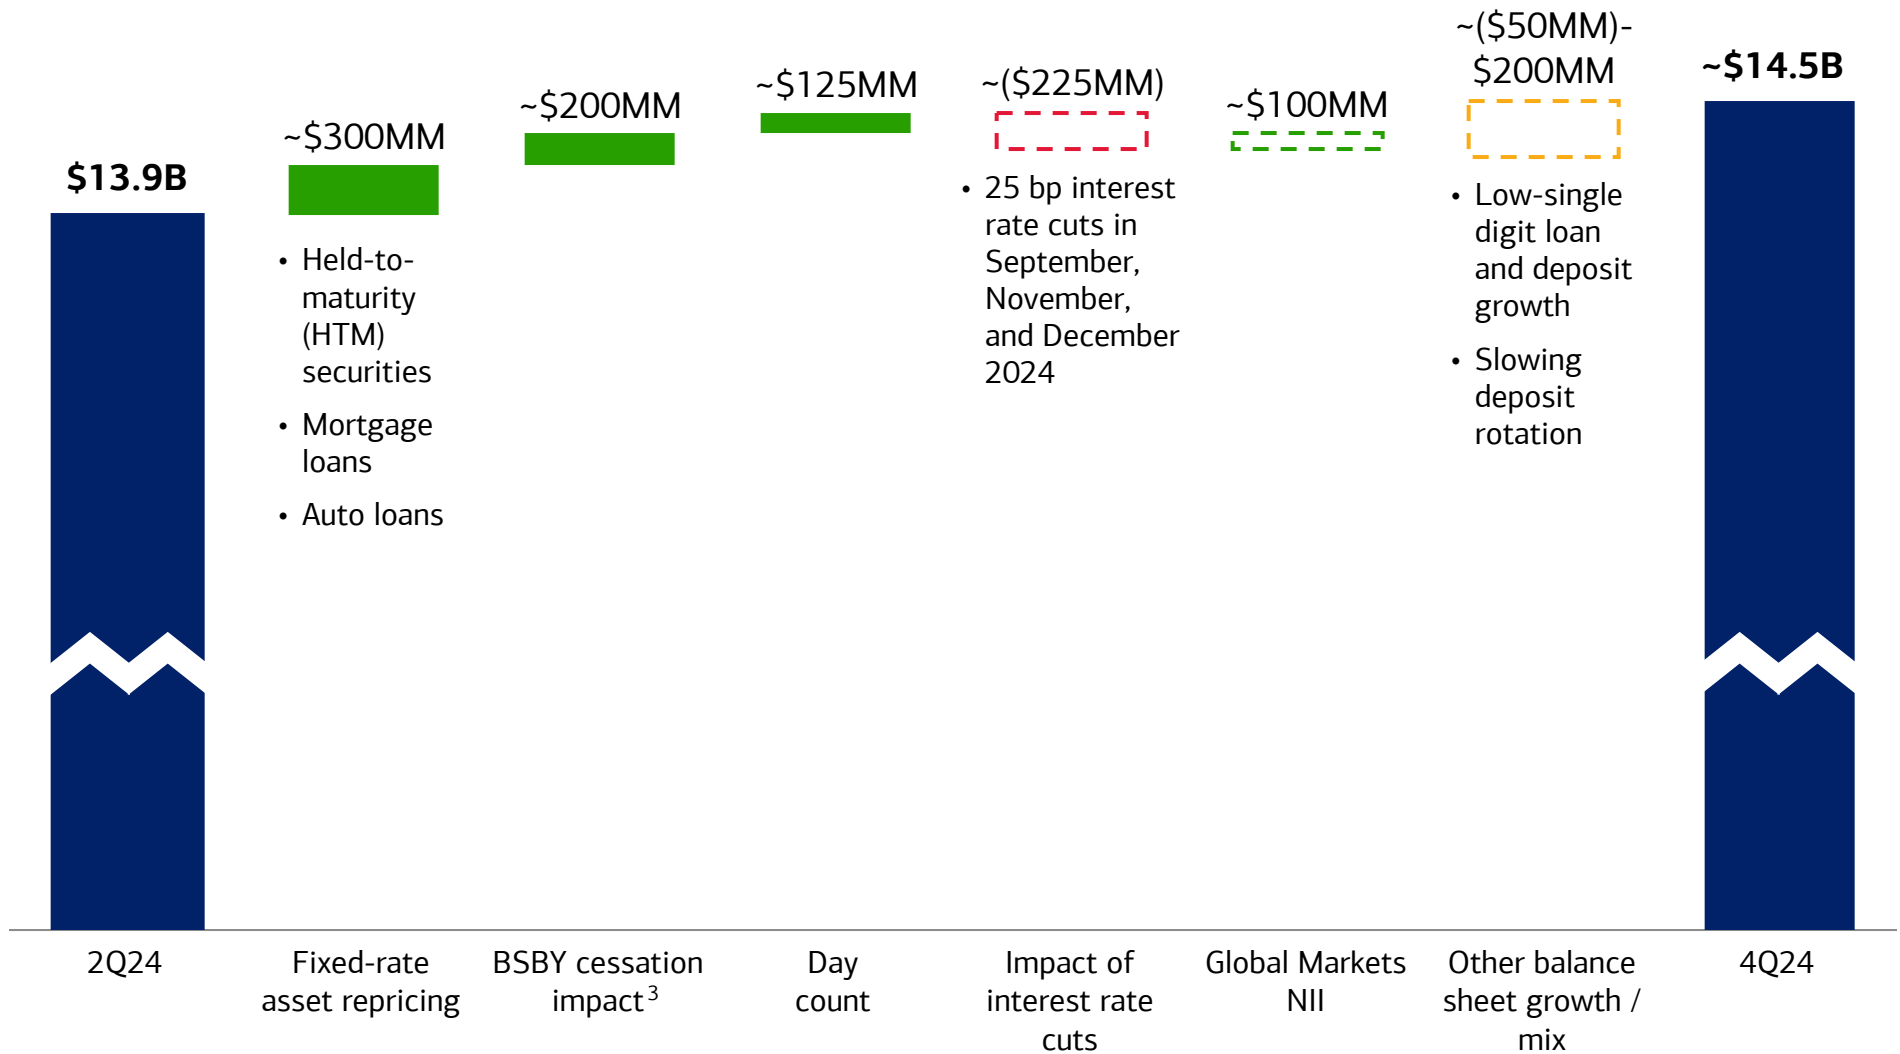 $13.9B
~$300MM
• Held-to-
maturity
(HTM)
securities
• Mortgage
loans
• Auto loans
~$200MM
~$125MM
~($225MM)
• 25 bp interest
rate cuts in
September,
November,
and December
2024
~$100MM
~($50MM)-
$200MM
• Low-single
digit loan
and deposit
growth
• Slowing
deposit
rotation
~$14.5B
2Q24
Fixed-rate
asset repricing
BSBY cessation
impact³
Day
count
Impact of
interest rate
cuts
Global Markets
NII
Other balance
sheet growth /
mix
4Q24